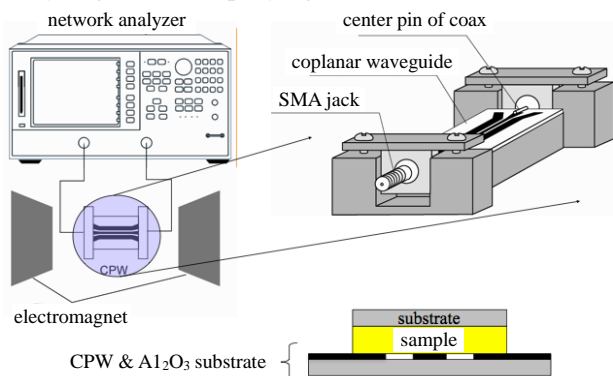 network analyzer
center pin of coax
coplanar waveguide
SMA jack
CPW
electromagnet
substrate
sample
CPW & A1₂O₃ substrate